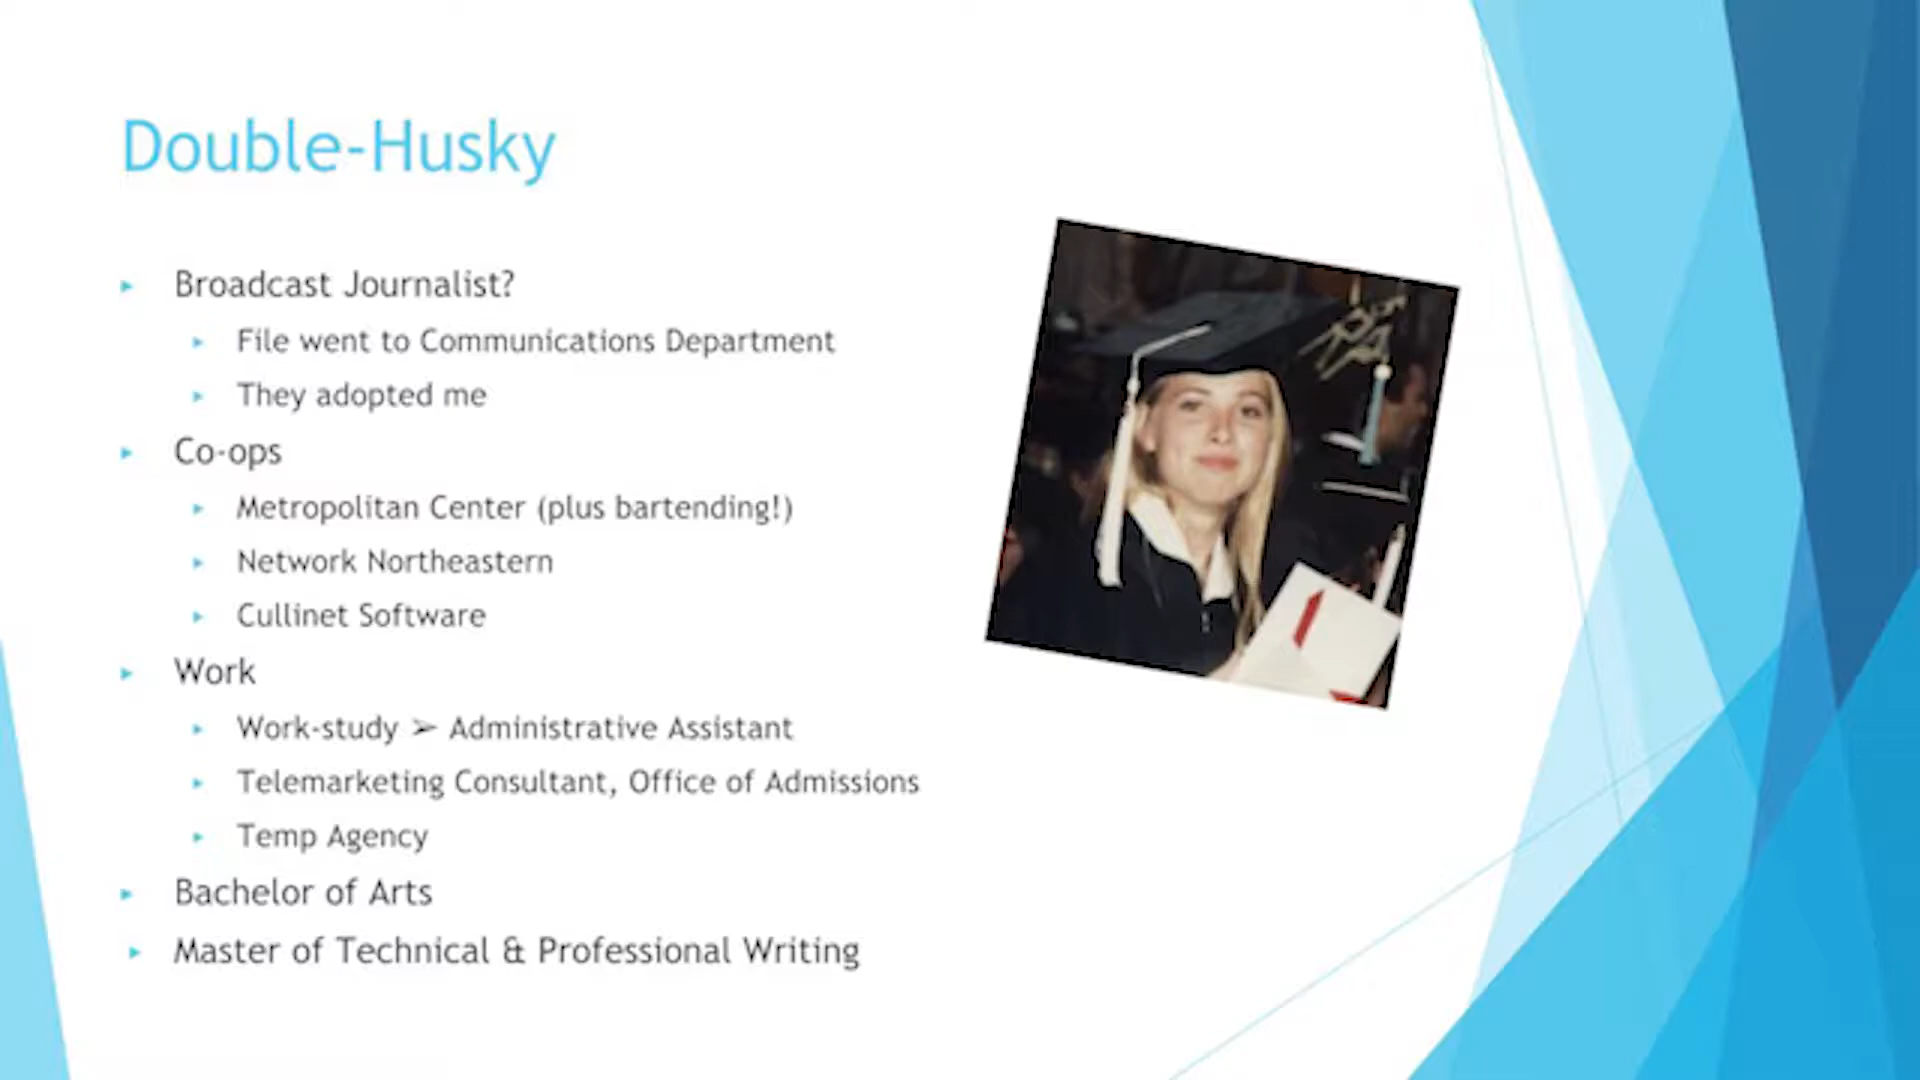 Double-Husky
Broadcast Journalist?
File went to Communications Department
They adopted me
Co-ops
Metropolitan Center (plus bartending!)
Network Northeastern
Cullinet Software
Work
Work-study ➢ Administrative Assistant
Telemarketing Consultant, Office of Admissions
Temp Agency
Bachelor of Arts
Master of Technical & Professional Writing